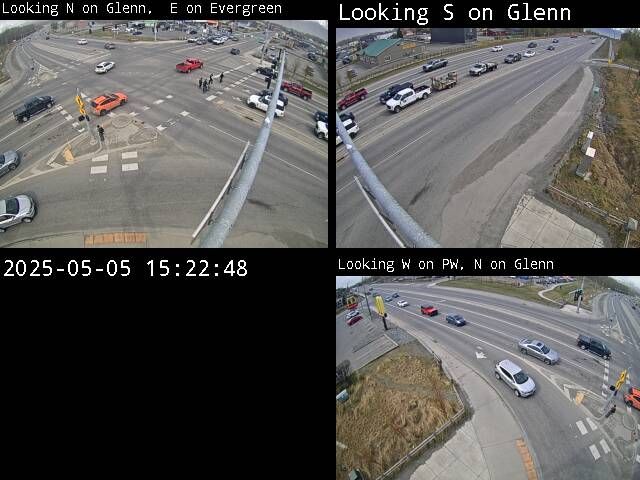 Looking N on Glenn,  E on Evergreen
Looking S on Glenn
2025-05-05 15:22:48
Looking W on PW, N on Glenn